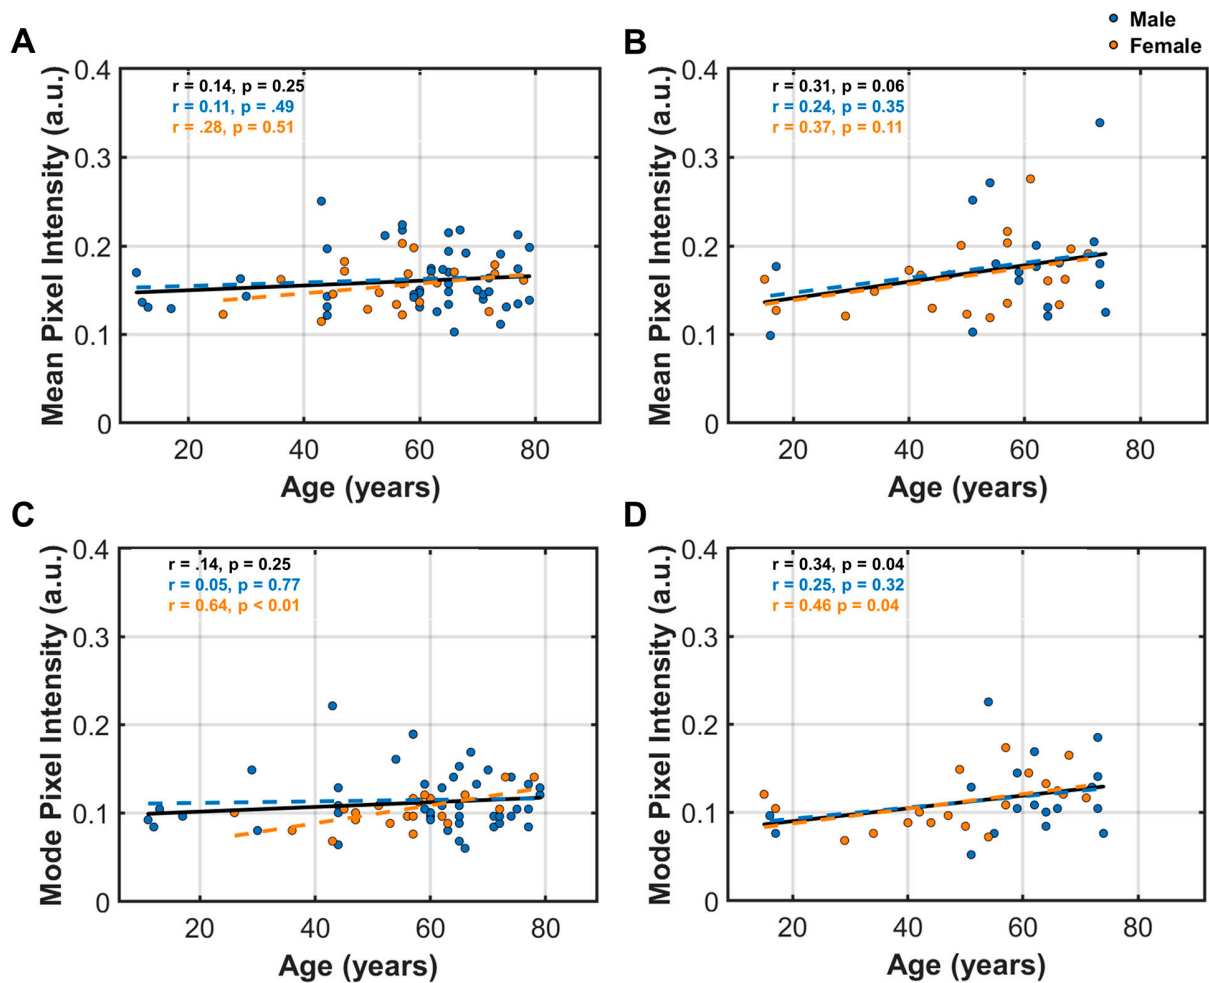 Male
Female
A
r = 0.14, p = 0.25
r = 0.11, p = .49
r = .28, p = 0.51
Mean Pixel Intensity (a.u.)
0.4
0.3
0.2
0.1
0
20 40 60 80
Age (years)
B
r = 0.31, p = 0.06
r = 0.24, p = 0.35
r = 0.37, p = 0.11
Mean Pixel Intensity (a.u.)
0.4
0.3
0.2
0.1
0
20 40 60 80
Age (years)
C
r = .14, p = 0.25
r = 0.05, p = 0.77
r = 0.64, p < 0.01
Mode Pixel Intensity (a.u.)
0.4
0.3
0.2
0.1
0
20 40 60 80
Age (years)
D
r = 0.34, p = 0.04
r = 0.25, p = 0.32
r = 0.46 p = 0.04
Mode Pixel Intensity (a.u.)
0.4
0.3
0.2
0.1
0
20 40 60 80
Age (years)